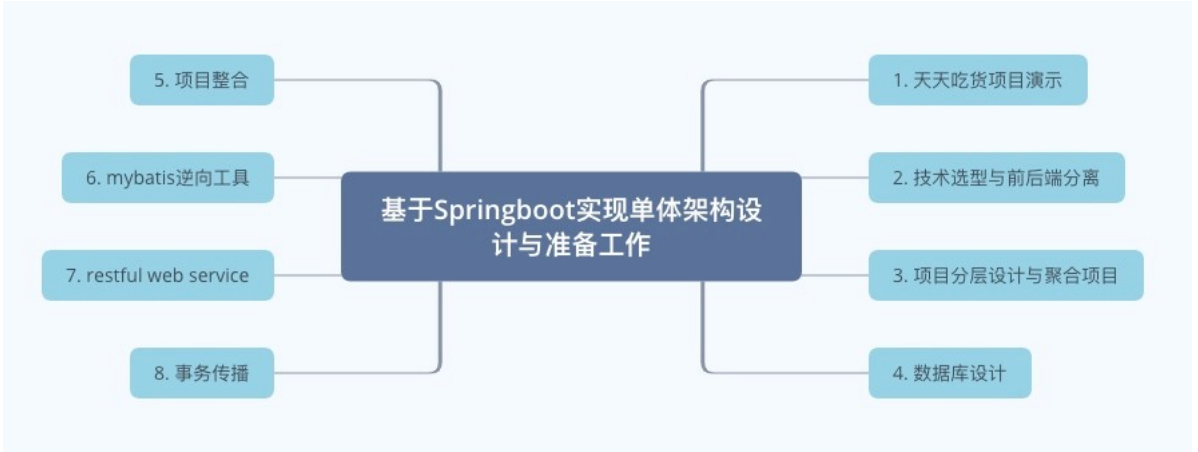 基于Springboot实现单体架构设
计与准备工作
1. 天天吃货项目演示
2. 技术选型与前后端分离
3. 项目分层设计与聚合项目
4. 数据库设计
5. 项目整合
6. mybatis逆向工具
7. restful web service
8. 事务传播